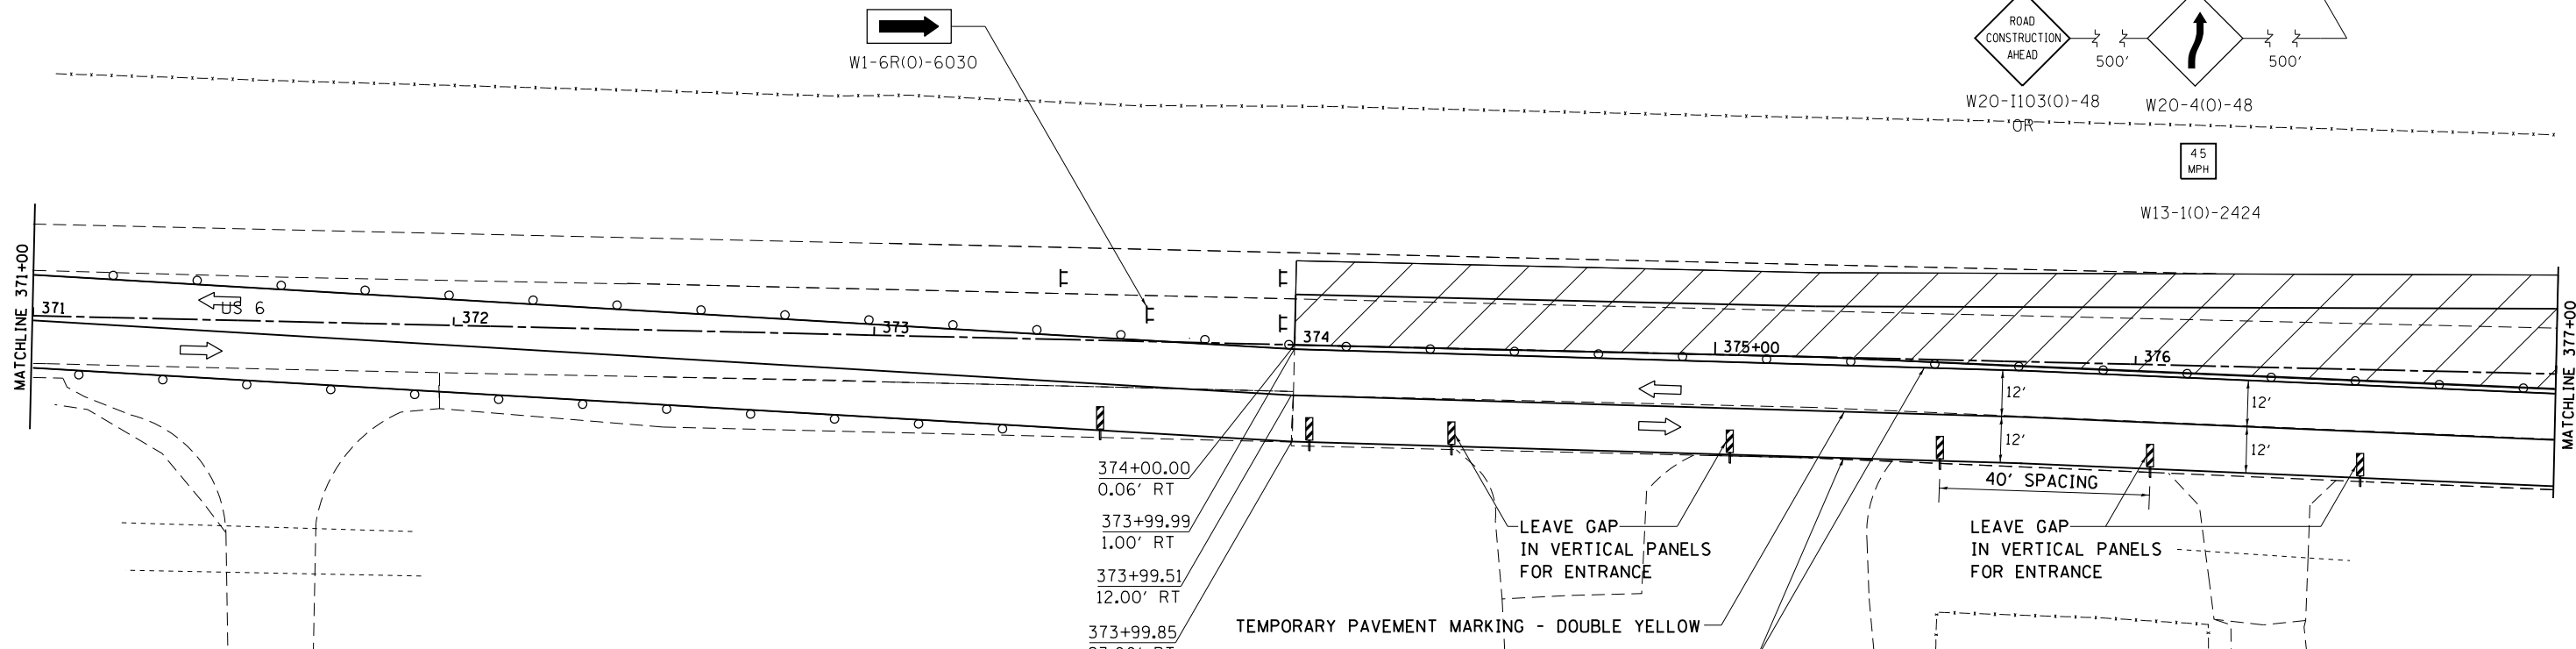 W1-6R(O)-6030
ROAD
CONSTRUCTION
AHEAD
500'
500'
W20-I103(O)-48
OR
W20-4(O)-48
45
MPH
W13-1(O)-2424
MATCHLINE 371+00
371
US 6
372
373
374
375+00
376
MATCHLINE 377+00
12'
12'
12'
12'
40' SPACING
374+00.00
0.06' RT
373+99.99
1.00' RT
373+99.51
12.00' RT
373+99.85
LEAVE GAP
IN VERTICAL PANELS
FOR ENTRANCE
LEAVE GAP
IN VERTICAL PANELS
FOR ENTRANCE
TEMPORARY PAVEMENT MARKING - DOUBLE YELLOW